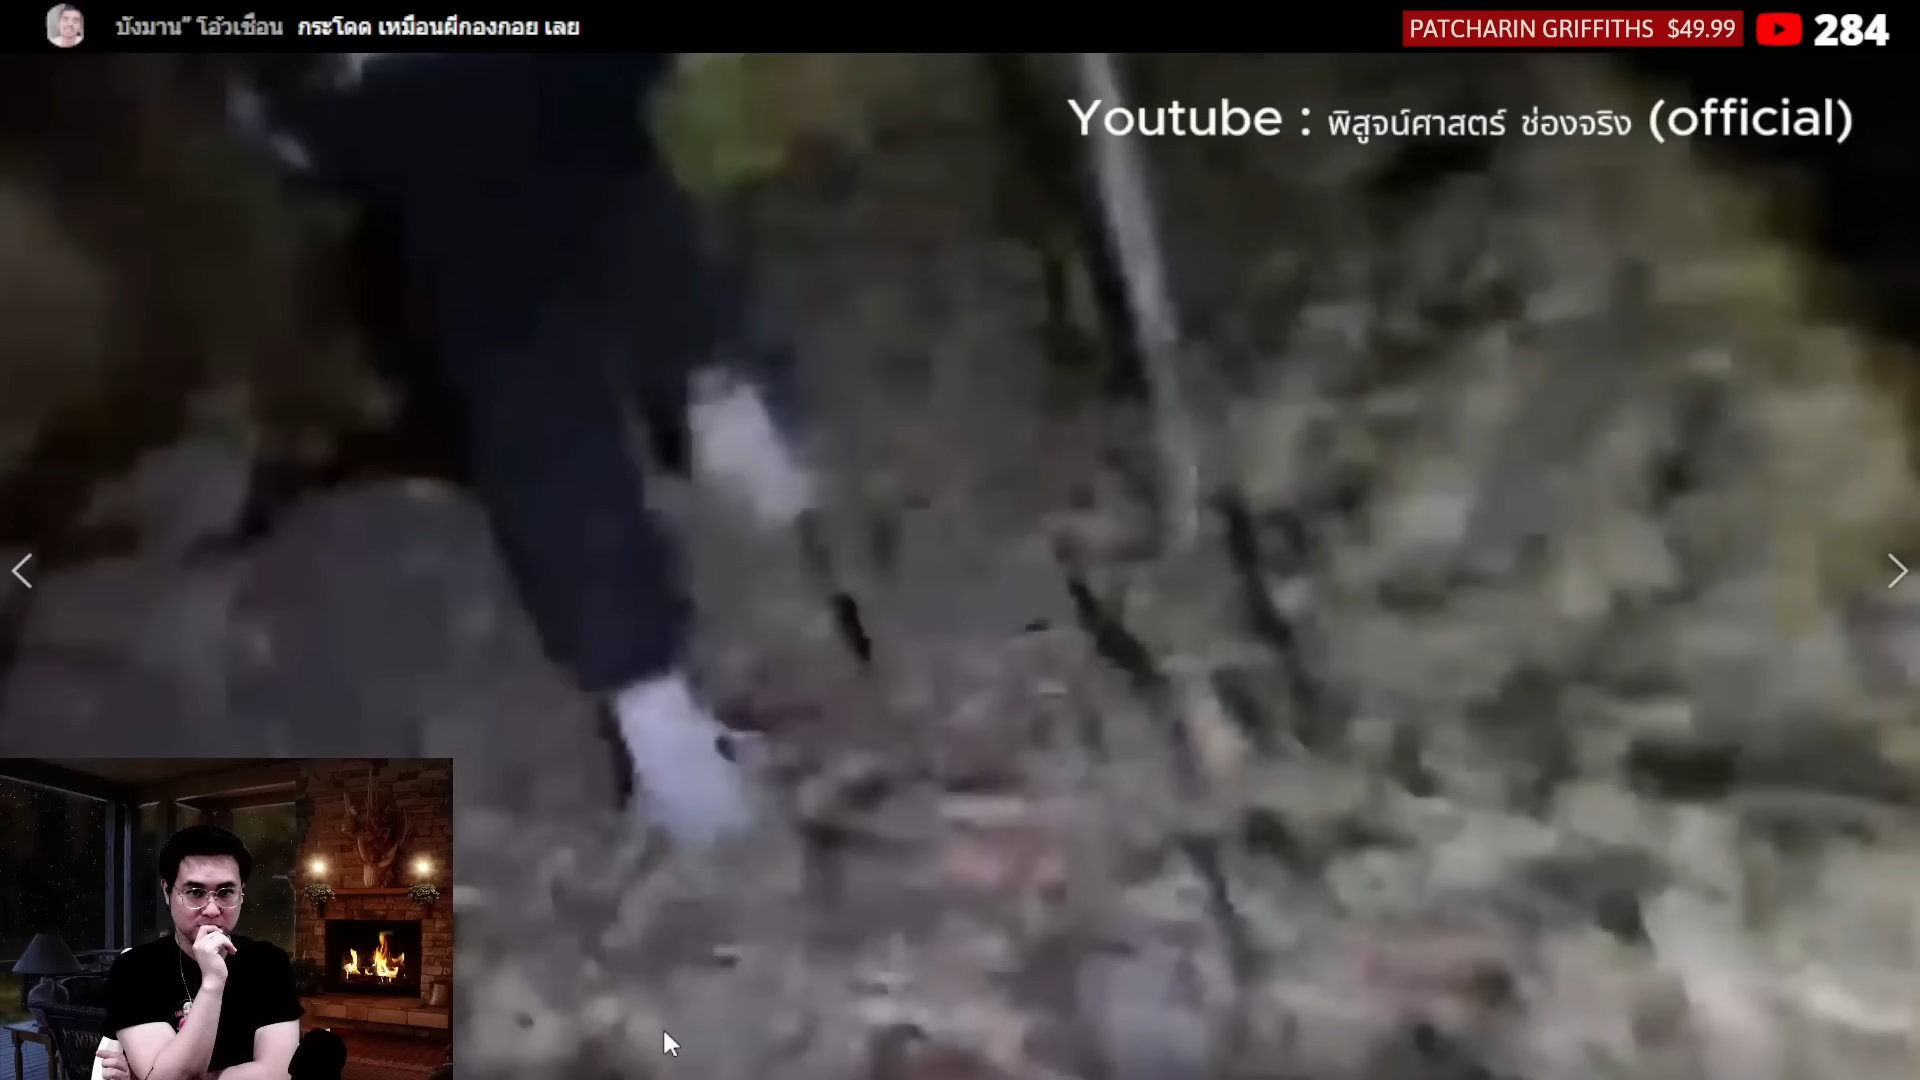 บังมาน” โอ้วเชื่อน กระโดด เหมือนผีกองกอย เลย
PATCHARIN GRIFFITHS $49.99
284
Youtube : พิสูจน์ศาสตร์ ช่องจริง (official)